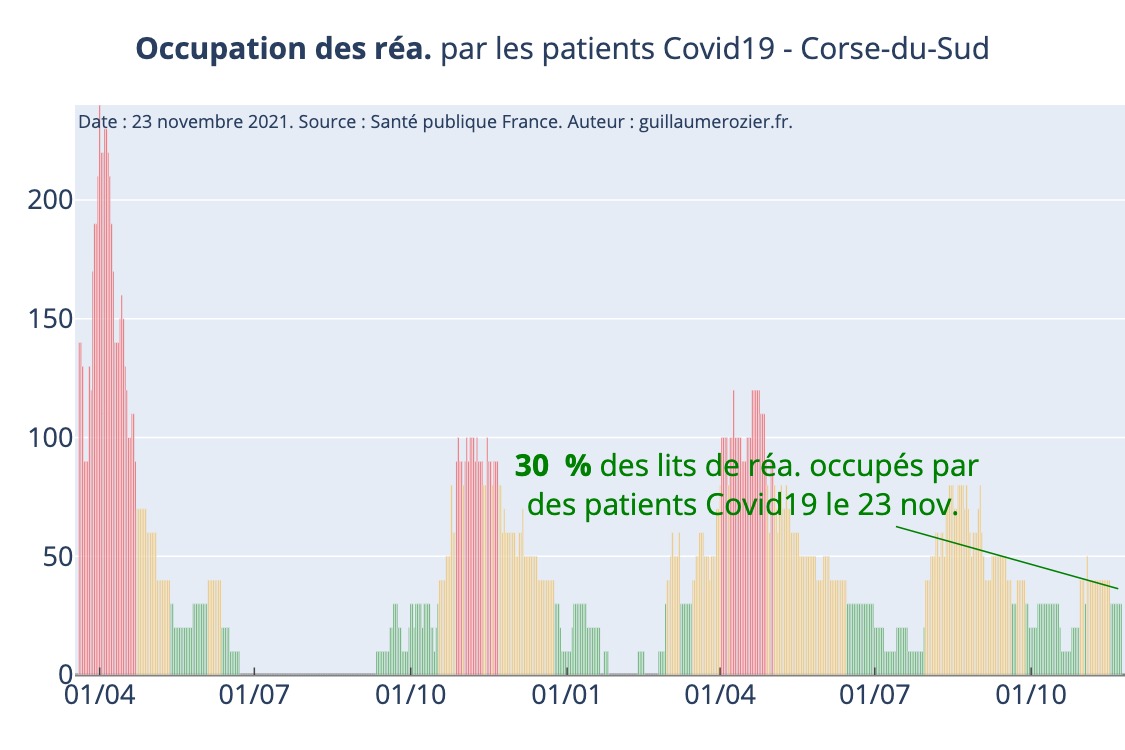 Occupation des réa. par les patients Covid19 - Corse-du-Sud
Date : 23 novembre 2021. Source : Santé publique France. Auteur : guillaumerozier.fr.
200
150
100
30 % des lits de réa. occupés par
des patients Covid19 le 23 nov.
50
0
01/04 01/07 01/10 01/01 01/04 01/07 01/10